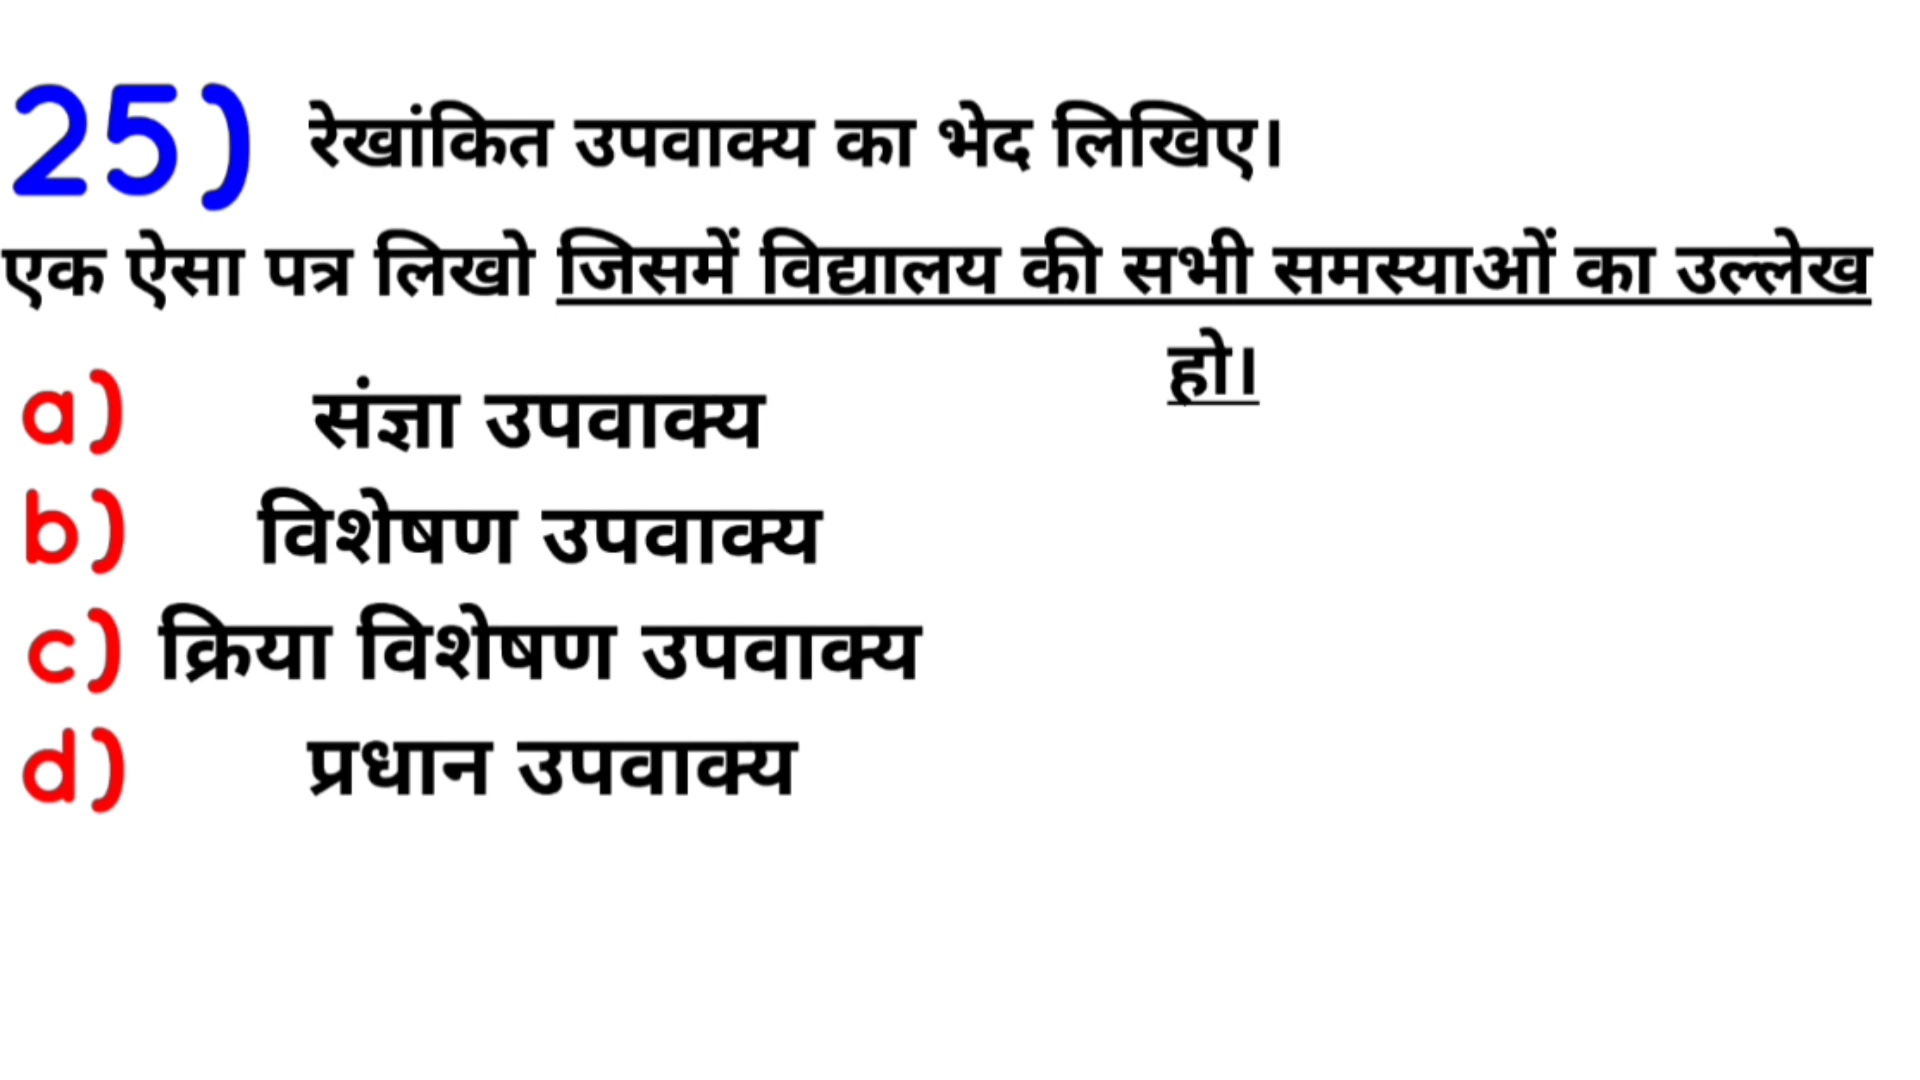 25) रेखांकित उपवाक्य का भेद लिखिए।
एक ऐसा पत्र लिखो जिसमें विद्यालय की सभी समस्याओं का उल्लेख
हो।
a) संज्ञा उपवाक्य
b) विशेषण उपवाक्य
c) क्रिया विशेषण उपवाक्य
d) प्रधान उपवाक्य